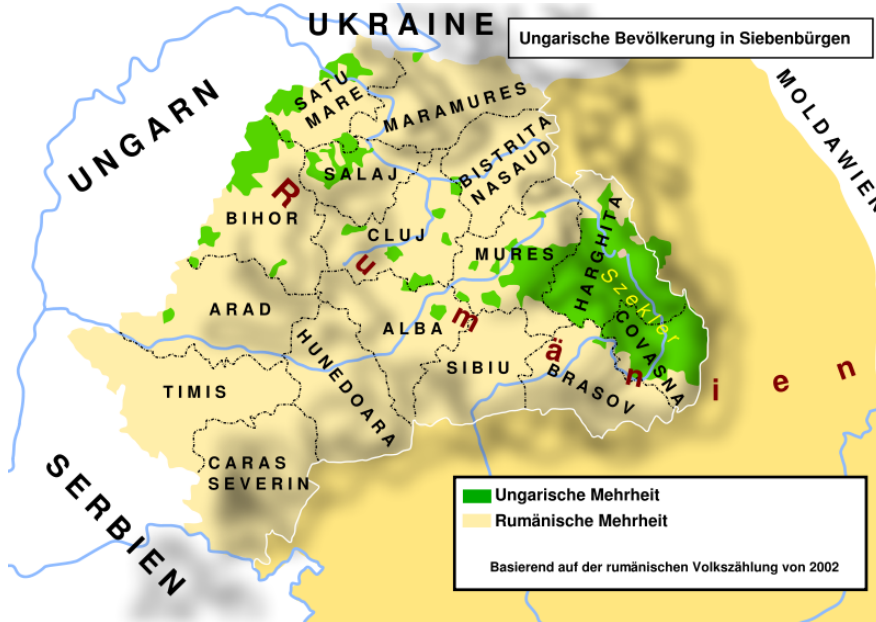 UKRAINE
Ungarische Bevölkerung in Siebenbürgen
UNGARN
MOLDAWIEN
SATU
MARE
MARAMURES
BISTRITA
NASAUD
SALAJ
BIHOR
CLUJ
MURES
HARGHITA
Szekler
COVASNA
ARAD
ALBA
HUNEDOARA
SIBIU
BRASOV
TIMIS
CARAS
SEVERIN
Rumänien
SERBIEN
Ungarische Mehrheit
Rumänische Mehrheit
Basierend auf der rumänischen Volkszählung von 2002